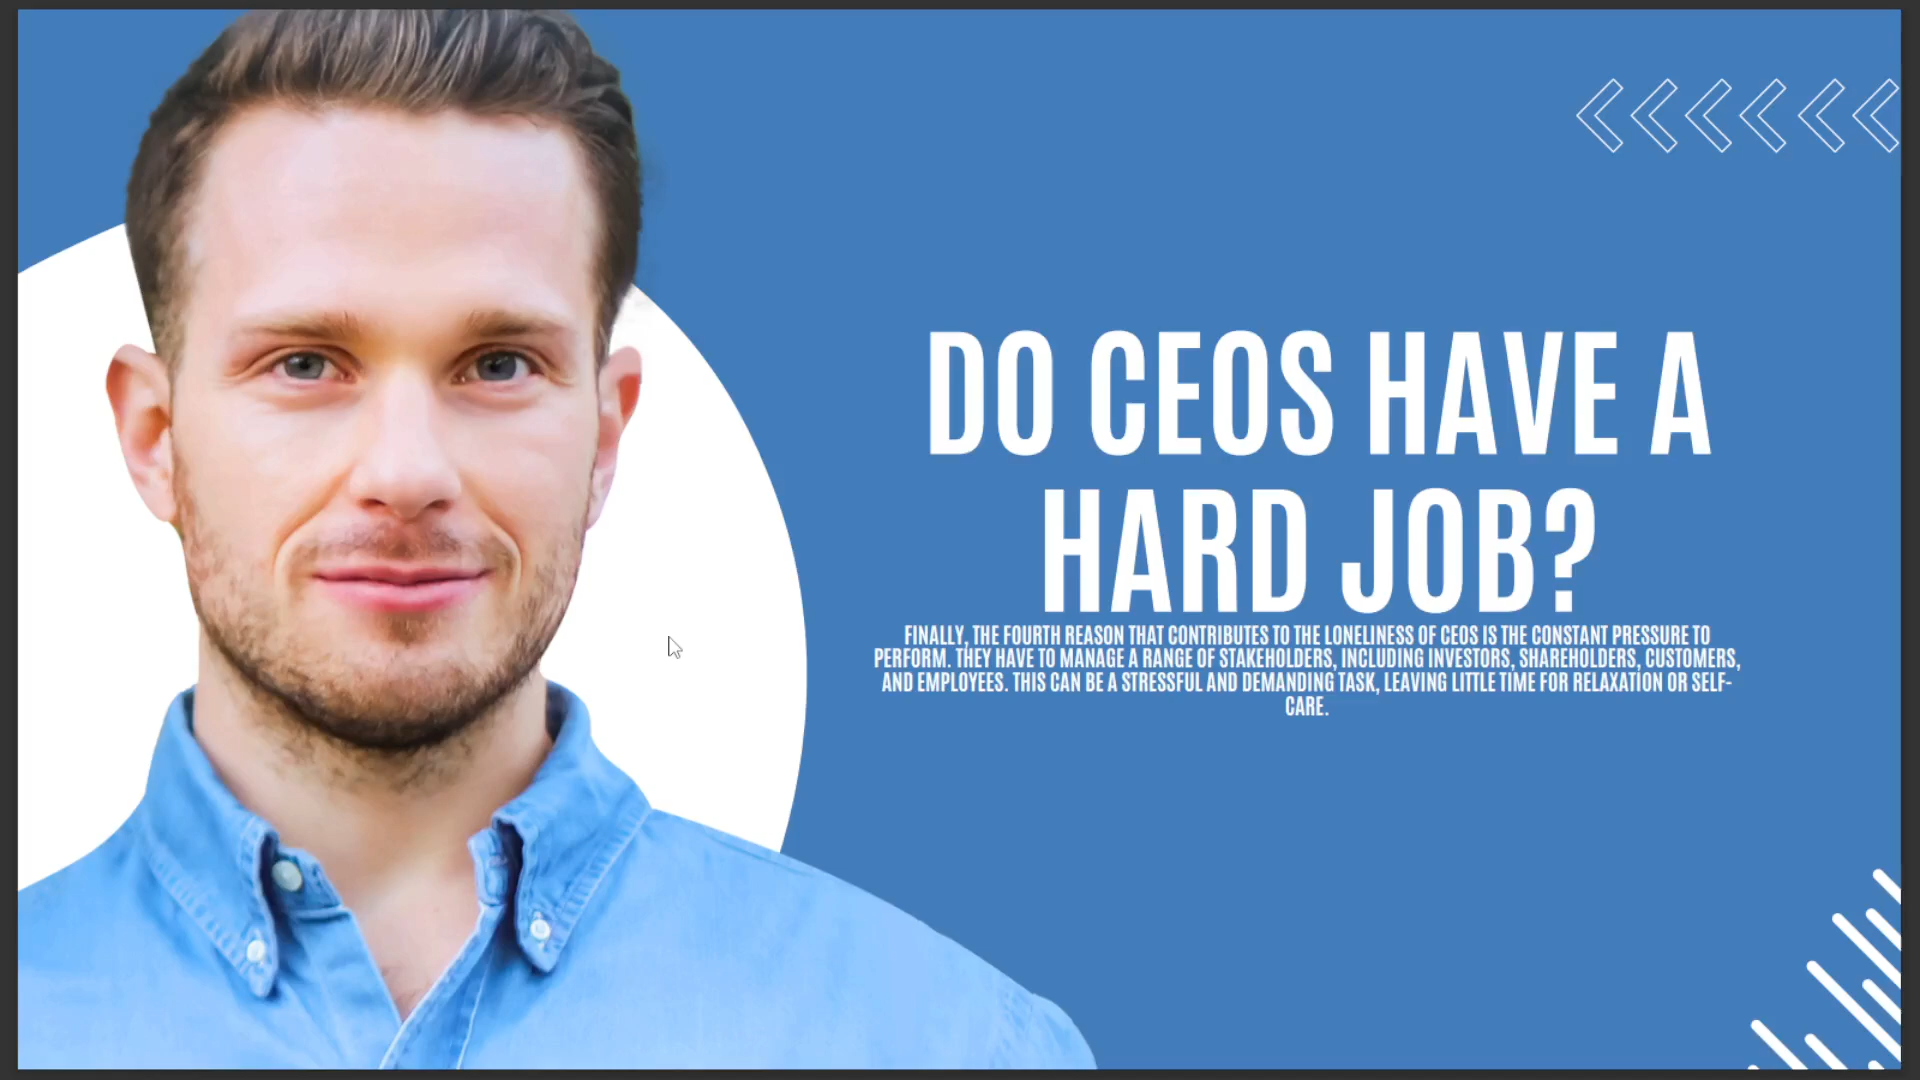 DO CEOS HAVE A
HARD JOB?
FINALLY, THE FOURTH REASON THAT CONTRIBUTES TO THE LONELINESS OF CEOS IS THE CONSTANT PRESSURE TO
PERFORM. THEY HAVE TO MANAGE A RANGE OF STAKEHOLDERS, INCLUDING INVESTORS, SHAREHOLDERS, CUSTOMERS,
AND EMPLOYEES. THIS CAN BE A STRESSFUL AND DEMANDING TASK, LEAVING LITTLE TIME FOR RELAXATION OR SELF-
CARE.